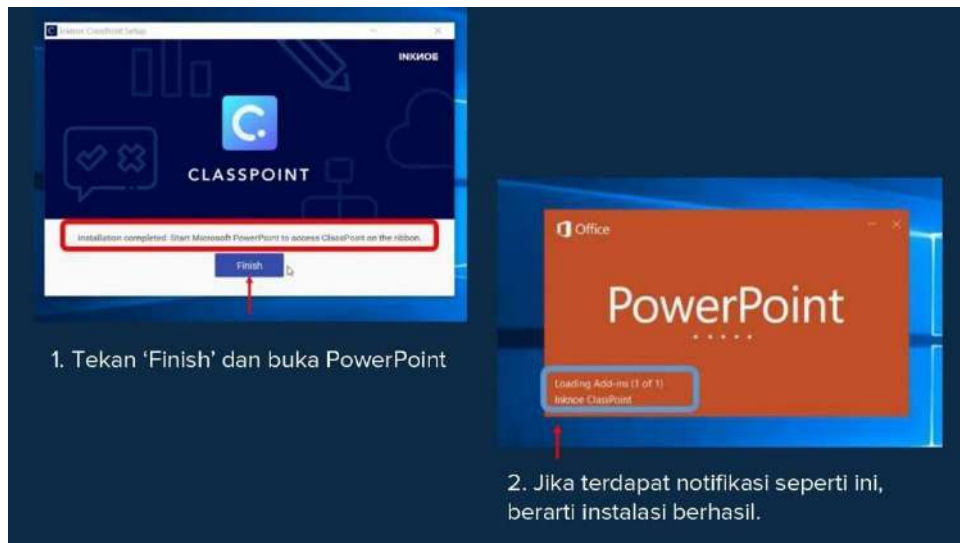 Inknoe ClassPoint Setup
INKNOE
C.
CLASSPOINT
Installation completed. Start Microsoft PowerPoint to access ClassPoint on the ribbon.
Finish
1. Tekan ‘Finish’ dan buka PowerPoint
Office
PowerPoint
Loading Add-ins (1 of 1)
Inknoe ClassPoint
2. Jika terdapat notifikasi seperti ini,
berarti instalasi berhasil.